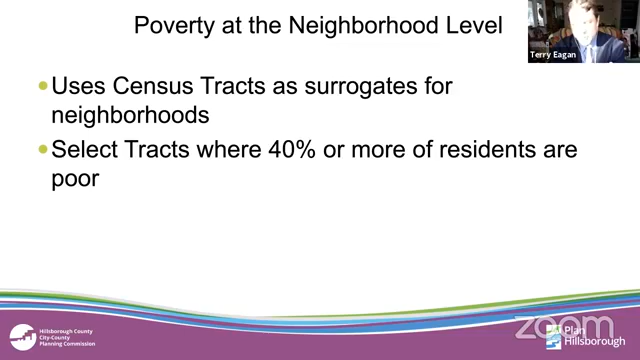 Poverty at the Neighborhood Level
Terry Eagan
Uses Census Tracts as surrogates for
neighborhoods
Select Tracts where 40% or more of residents are
poor
Hillsborough County
City-County
Planning Commission
zoom
Plan
Hillsborough